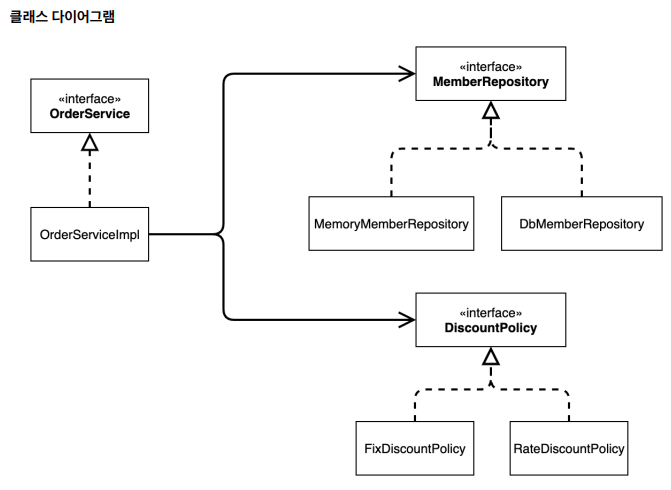 클래스 다이어그램
«interface»
OrderService
OrderServiceImpl
«interface»
MemberRepository
MemoryMemberRepository
DbMemberRepository
«interface»
DiscountPolicy
FixDiscountPolicy
RateDiscountPolicy